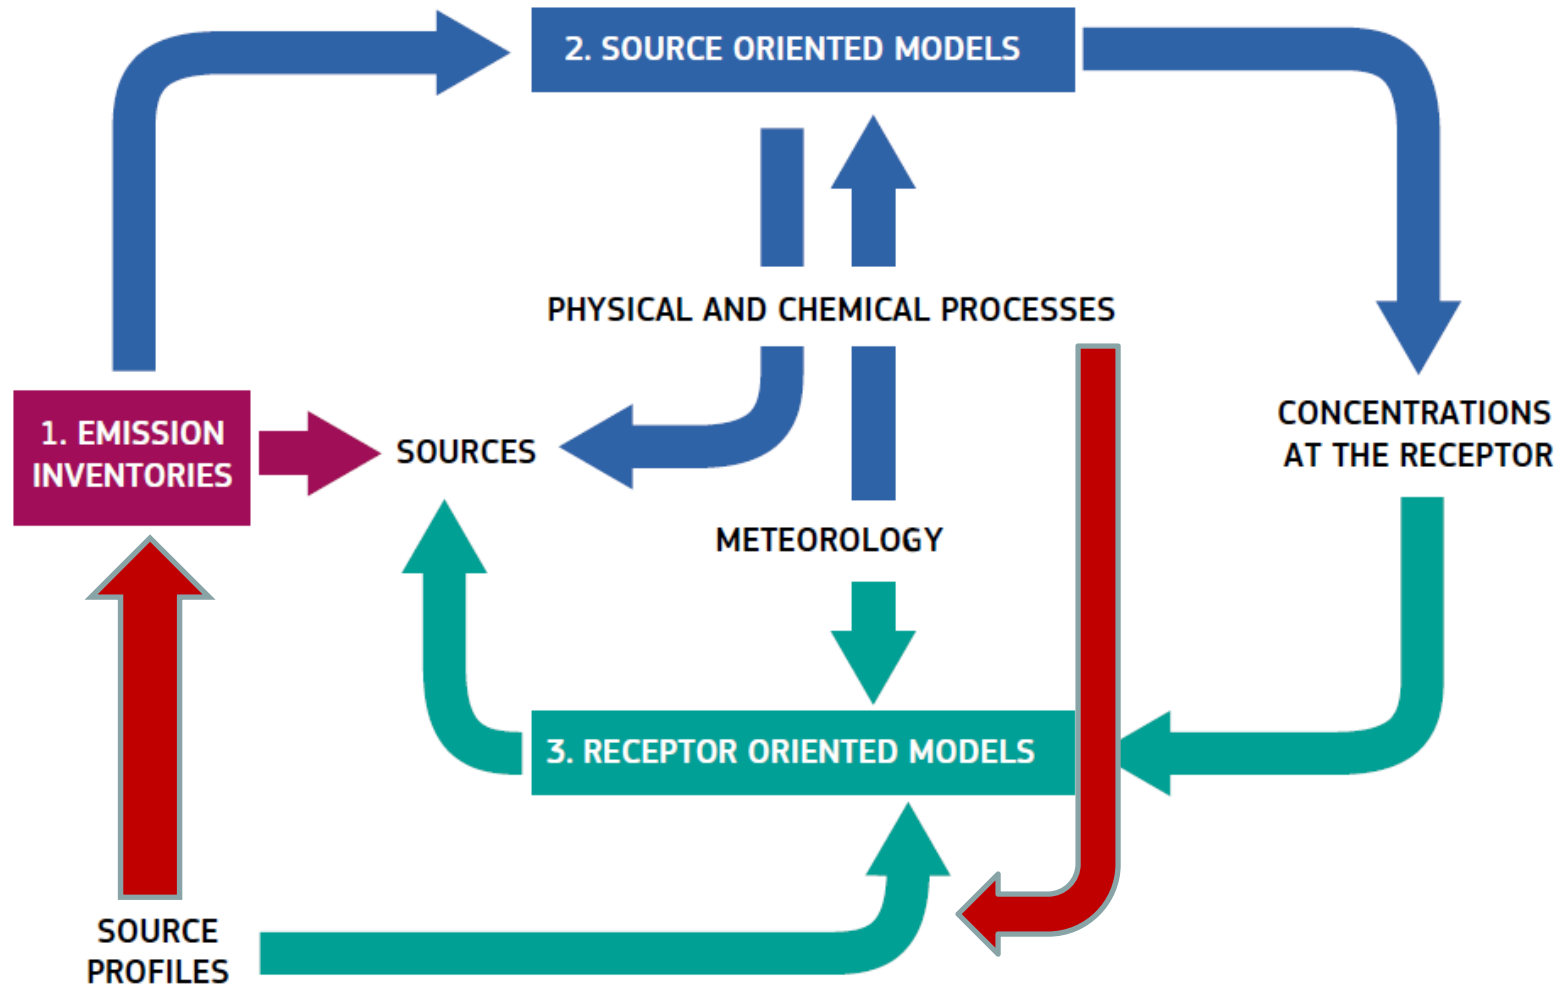 2. SOURCE ORIENTED MODELS
PHYSICAL AND CHEMICAL PROCESSES
1. EMISSION
INVENTORIES
SOURCES
CONCENTRATIONS
AT THE RECEPTOR
METEOROLOGY
3. RECEPTOR ORIENTED MODELS
SOURCE
PROFILES